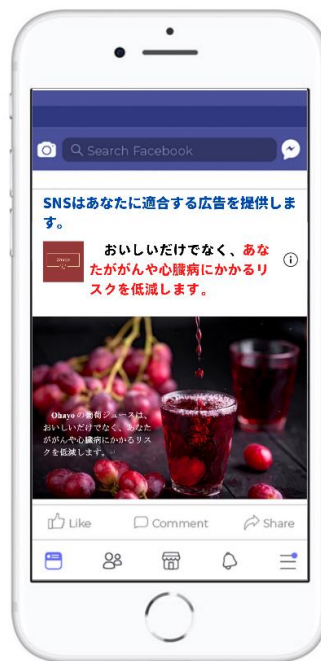 Search Facebook
SNSはあなたに適合する広告を提供しま
す。
おいしいだけでなく、あな
たががんや心臓病にかかるリ
スクを低減します。
Ohayo
Ohayoの葡萄ジュースは、
おいしいだけでなく、あなた
ががんや心臓病にかかるリス
クを低減します。
Like
Comment
Share